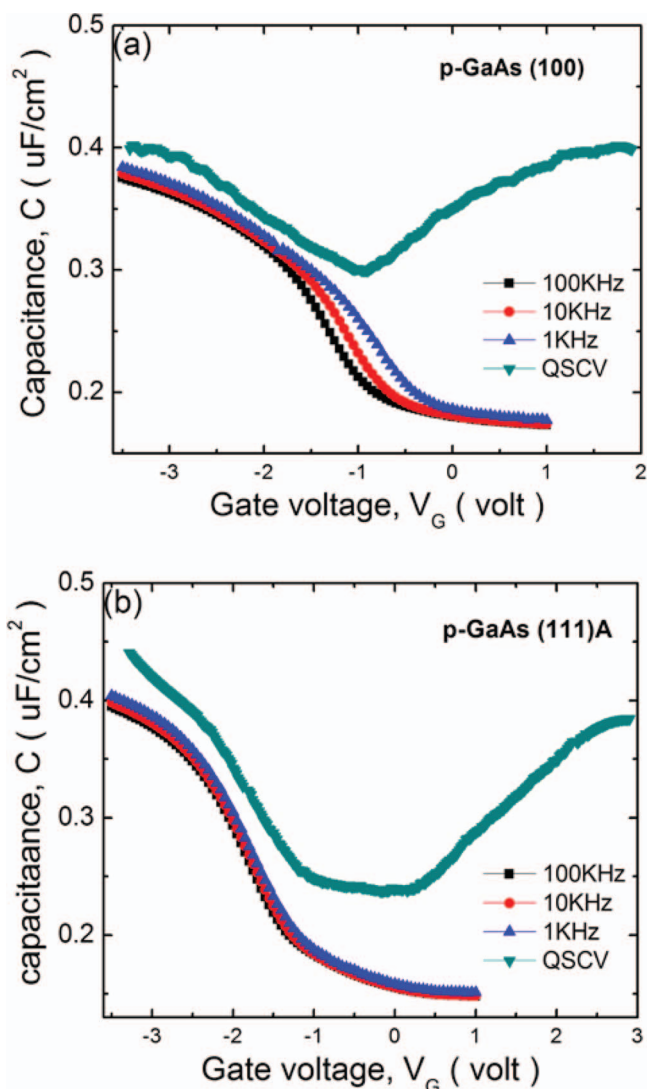 (a)
p-GaAs (100)
0.5
0.4
0.3
0.2
Capacitance, C ( uF/cm²)
100KHz
10KHz
1KHz
QSCV
-3 -2 -1 0 1 2
Gate voltage, V_G ( volt )
(b)
p-GaAs (111)A
0.5
0.4
0.3
0.2
capacitaance, C ( uF/cm²)
100KHz
10KHz
1KHz
QSCV
-3 -2 -1 0 1 2 3
Gate voltage, V_G ( volt )